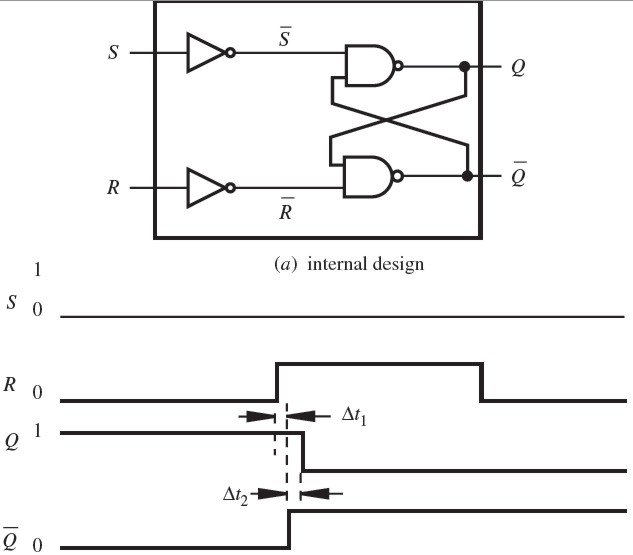 S
S̅
Q
R
R̅
Q̅
(a) internal design
1
S 0
R 0
Δt₁
Q 1
Δt₂
Q̅ 0